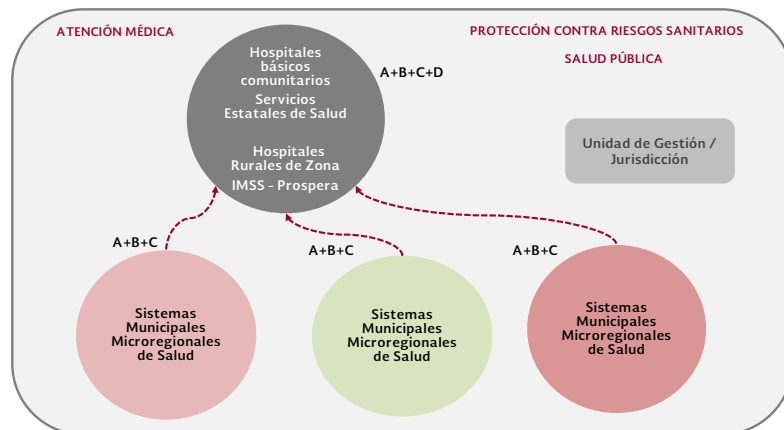 ATENCIÓN MÉDICA
PROTECCIÓN CONTRA RIESGOS SANITARIOS
SALUD PÚBLICA
Hospitales
básicos
comunitarios
Servicios
Estatales de Salud
Hospitales
Rurales de Zona
IMSS - Prospera
A+B+C+D
Unidad de Gestión /
Jurisdicción
A+B+C
A+B+C
A+B+C
Sistemas
Municipales
Microregionales
de Salud
Sistemas
Municipales
Microregionales
de Salud
Sistemas
Municipales
Microregionales
de Salud